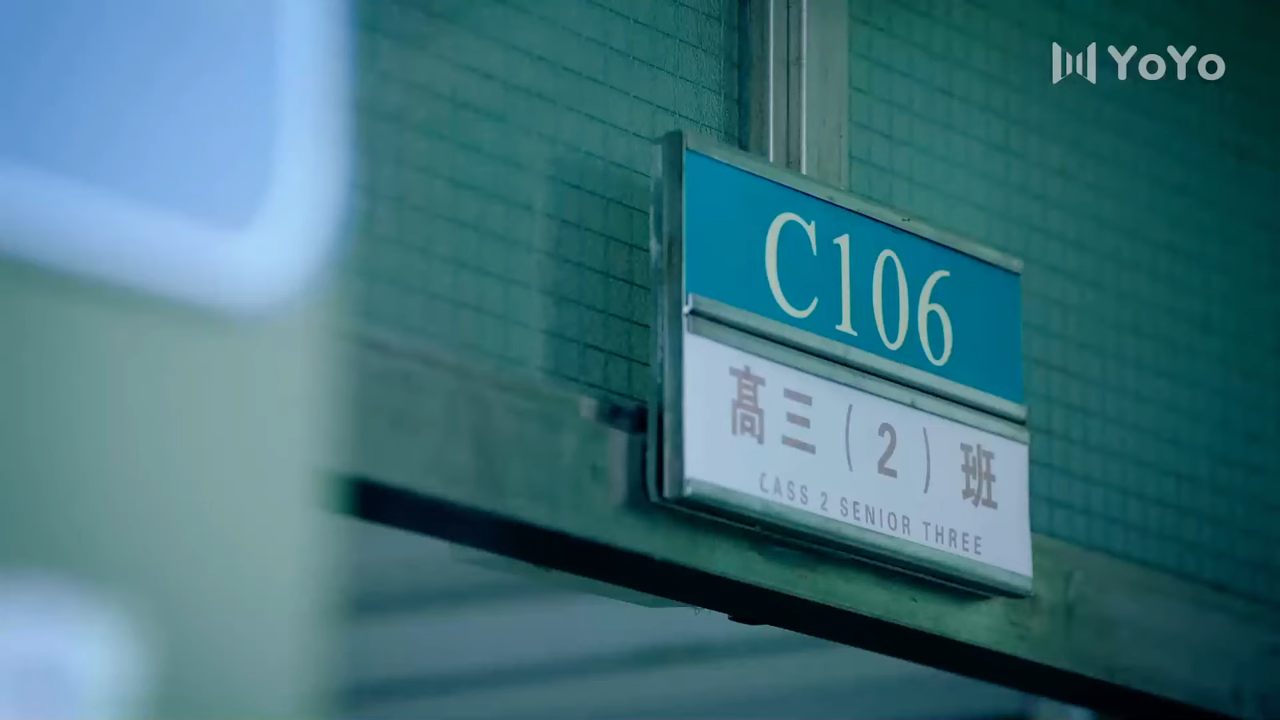 YoYo
C106
高三（2）班
CASS 2 SENIOR THREE